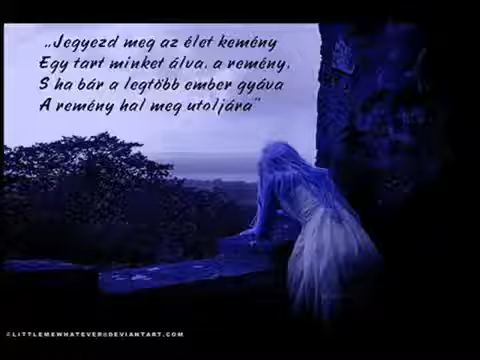 „Jegyezd meg az élet kemény
Egy tart minket álva, a remény.
S ha bár a legtöbb ember gyáva
A remény hal meg utoljára”
©LITTLEMEWHATEVER@DEVIANTART.COM